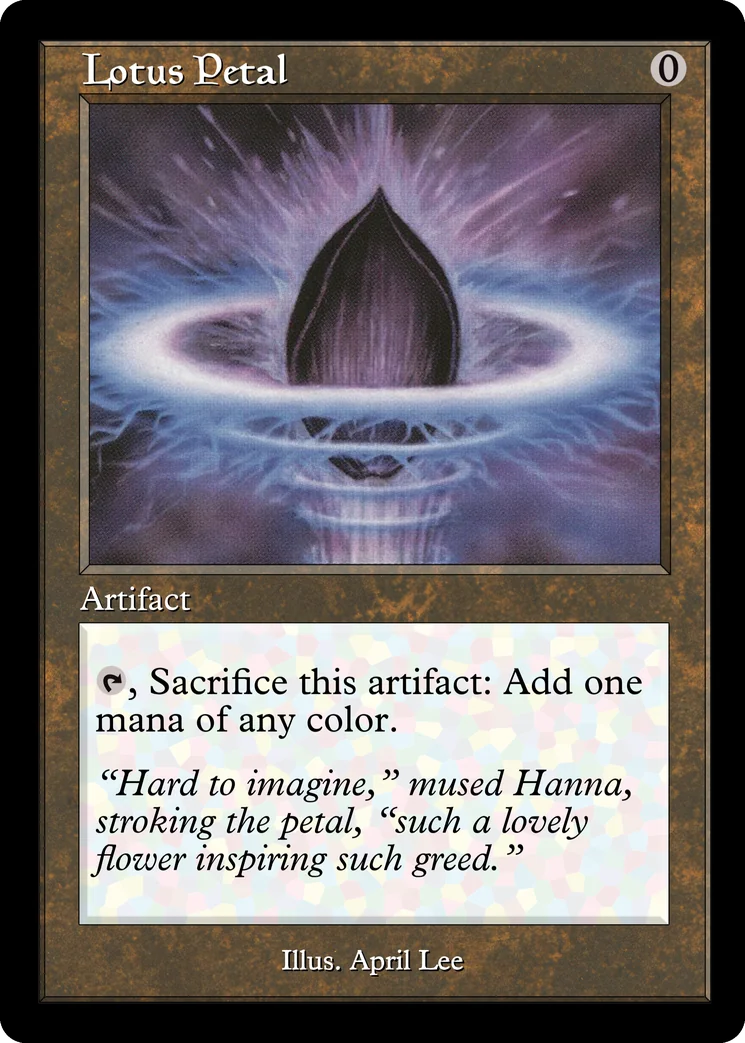 Lotus Petal 0
Artifact
, Sacrifice this artifact: Add one
mana of any color.
“Hard to imagine,” mused Hanna,
stroking the petal, “such a lovely
flower inspiring such greed.”
Illus. April Lee